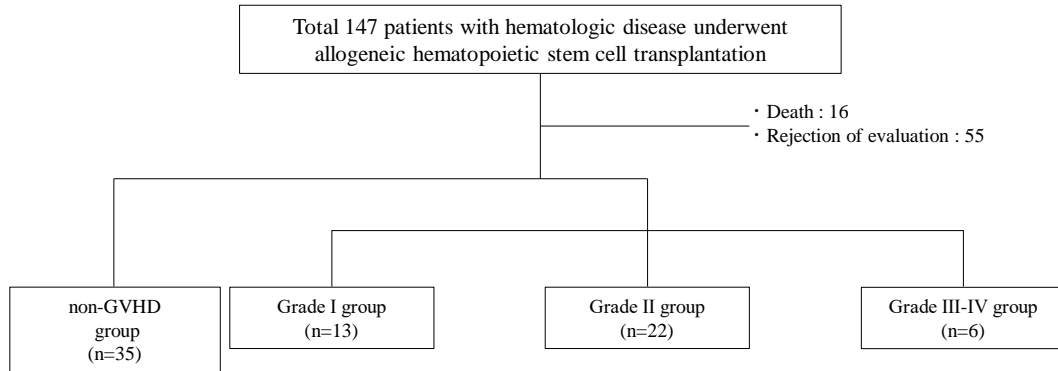 Total 147 patients with hematologic disease underwent
allogeneic hematopoietic stem cell transplantation
・Death : 16
・Rejection of evaluation : 55
non-GVHD
group
(n=35)
Grade I group
(n=13)
Grade II group
(n=22)
Grade III-IV group
(n=6)